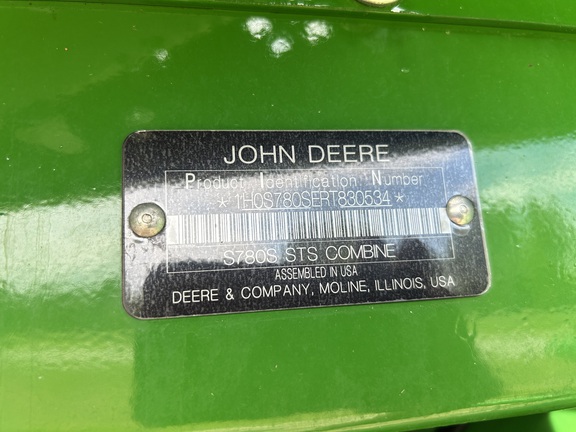 JOHN DEERE
Product Identification Number
*1H0S780SERT830534*
S780S STS COMBINE
ASSEMBLED IN USA
DEERE & COMPANY, MOLINE, ILLINOIS, USA